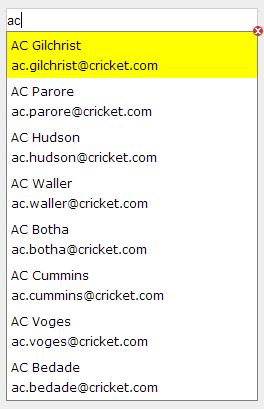 ac
AC Gilchrist
ac.gilchrist@cricket.com
AC Parore
ac.parore@cricket.com
AC Hudson
ac.hudson@cricket.com
AC Waller
ac.waller@cricket.com
AC Botha
ac.botha@cricket.com
AC Cummins
ac.cummins@cricket.com
AC Voges
ac.voges@cricket.com
AC Bedade
ac.bedade@cricket.com